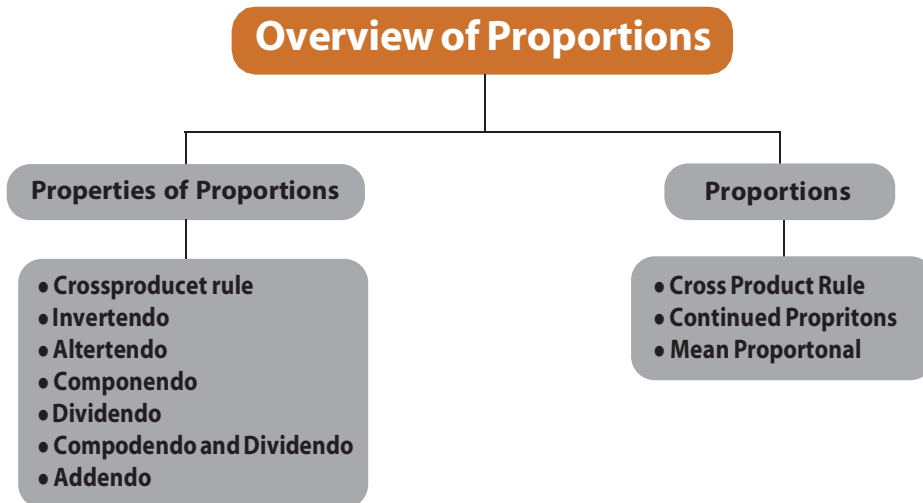 Overview of Proportions
Properties of Proportions
• Crossproducet rule
• Invertendo
• Altertendo
• Componendo
• Dividendo
• Compodendo and Dividendo
• Addendo
Proportions
• Cross Product Rule
• Continued Propritons
• Mean Proportonal